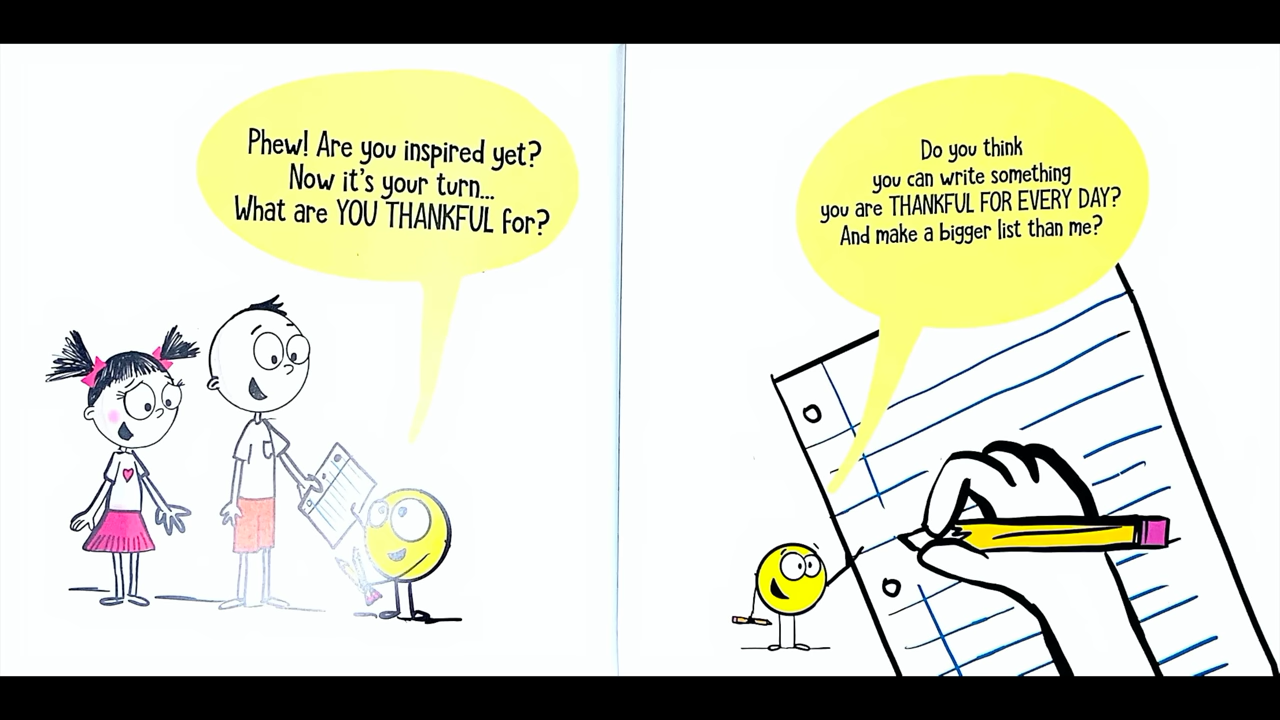 Phew! Are you inspired yet?
Now it's your turn...
What are YOU THANKFUL for?
Do you think
you can write something
you are THANKFUL FOR EVERY DAY?
And make a bigger list than me?